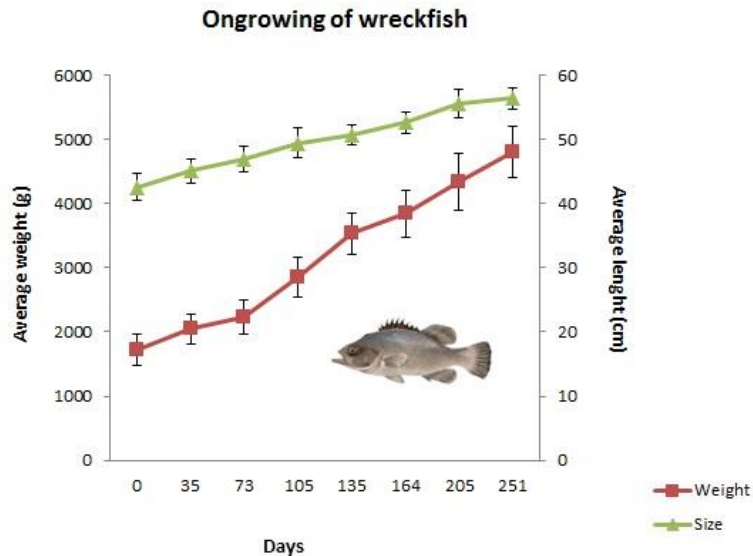 Ongrowing of wreckfish
Average weight (g)
6000
5000
4000
3000
2000
1000
0
60
50
40
30
20
10
0
Average lenght (cm)
0 35 73 105 135 164 205 251
Days
Weight
Size